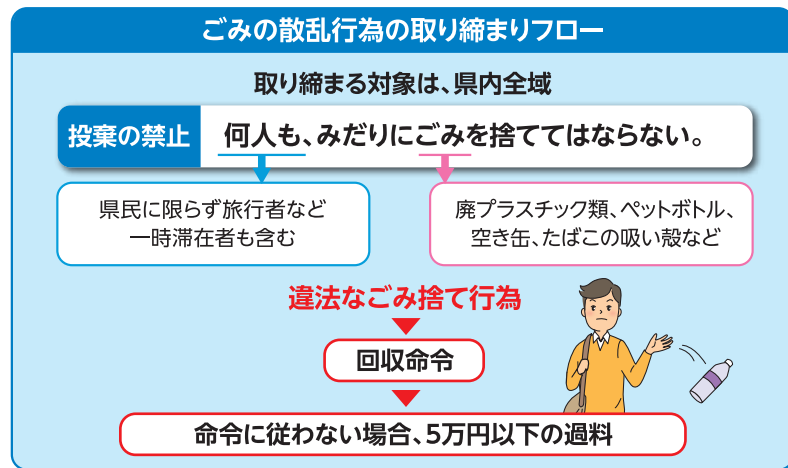 ごみの散乱行為の取り締まりフロー
取り締まる対象は、県内全域
投棄の禁止
何人も、みだりにごみを捨ててはならない。
県民に限らず旅行者など
一時滞在者も含む
廃プラスチック類、ペットボトル、
空き缶、たばこの吸い殻など
違法なごみ捨て行為
回収命令
命令に従わない場合、5万円以下の過料